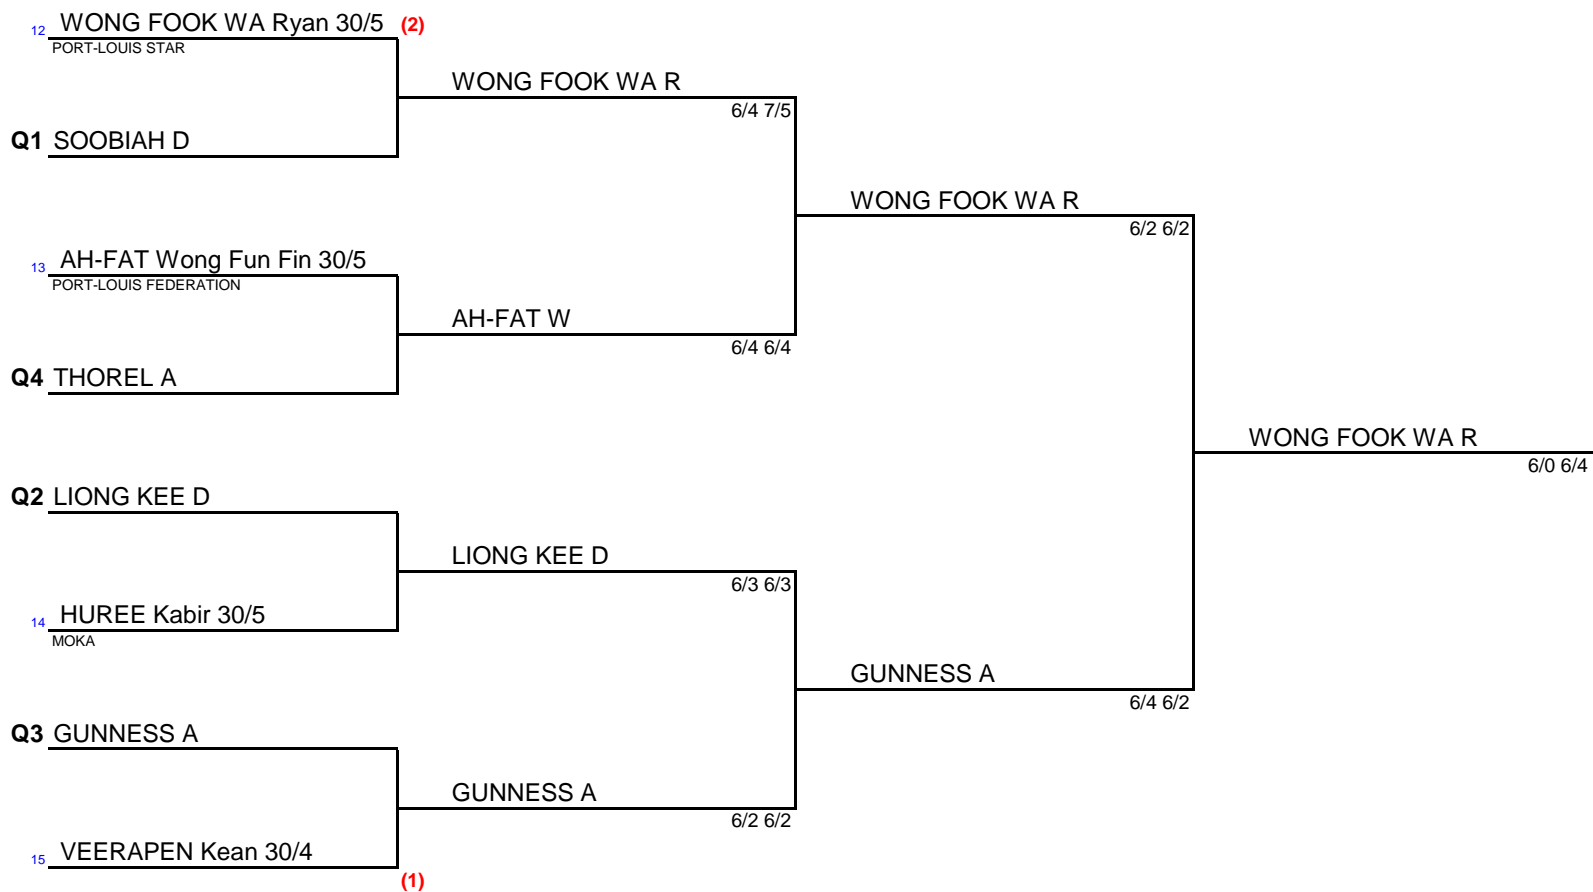 12 WONG FOOK WA Ryan 30/5 (2)
PORT-LOUIS STAR
WONG FOOK WA R
6/4 7/5
Q1 SOOBIAH D
WONG FOOK WA R
6/2 6/2
13 AH-FAT Wong Fun Fin 30/5
PORT-LOUIS FEDERATION
AH-FAT W
6/4 6/4
Q4 THOREL A
WONG FOOK WA R
6/0 6/4
Q2 LIONG KEE D
LIONG KEE D
6/3 6/3
14 HUREE Kabir 30/5
MOKA
GUNNESS A
6/4 6/2
Q3 GUNNESS A
GUNNESS A
6/2 6/2
15 VEERAPEN Kean 30/4
(1)